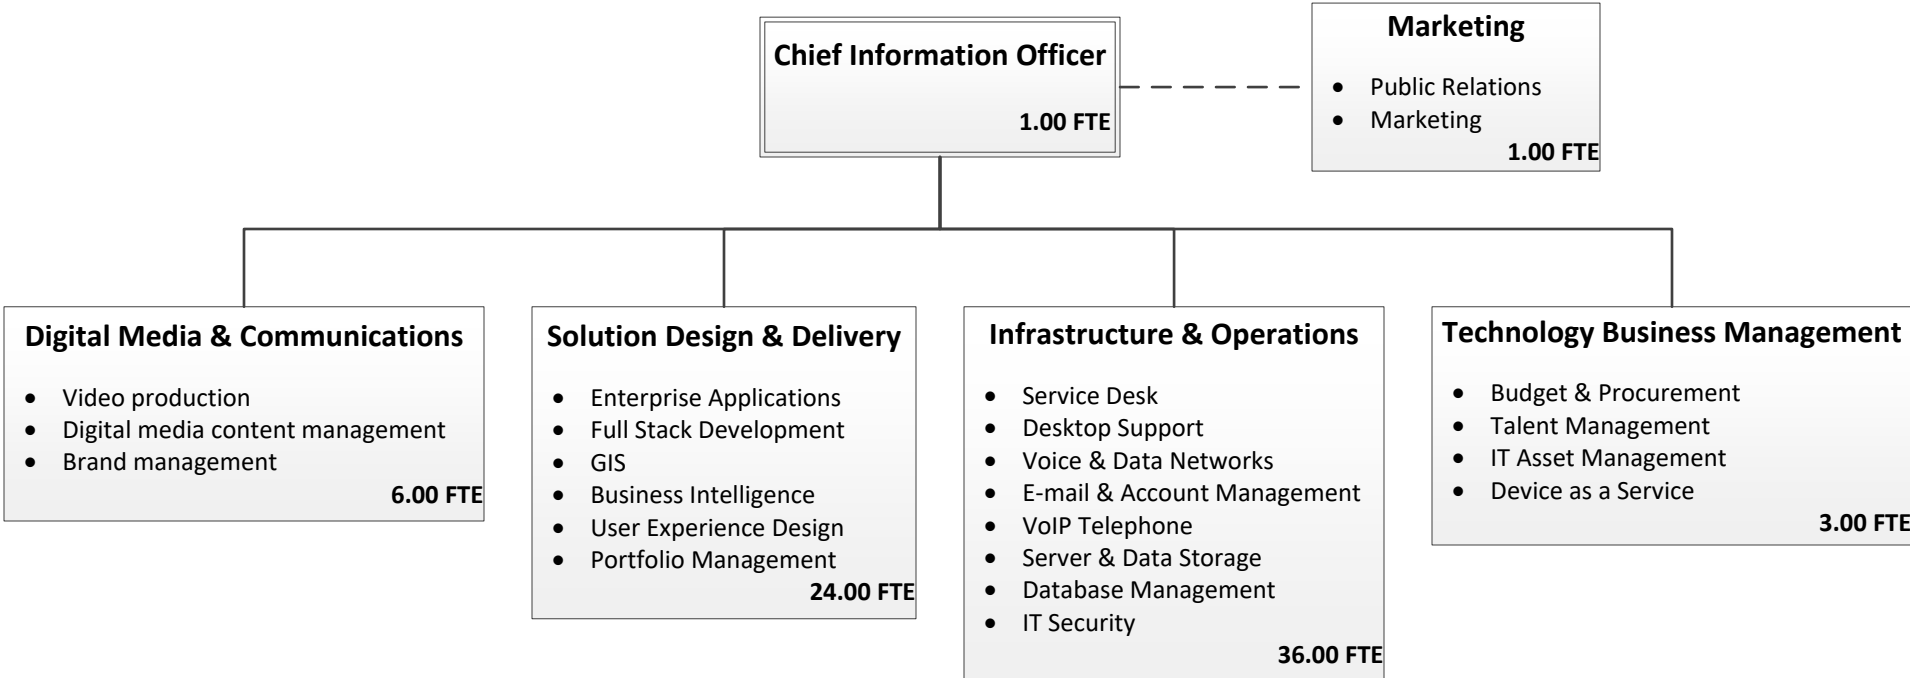 Chief Information Officer
1.00 FTE
Marketing
• Public Relations
• Marketing
1.00 FTE
Digital Media & Communications
• Video production
• Digital media content management
• Brand management
6.00 FTE
Solution Design & Delivery
• Enterprise Applications
• Full Stack Development
• GIS
• Business Intelligence
• User Experience Design
• Portfolio Management
24.00 FTE
Infrastructure & Operations
• Service Desk
• Desktop Support
• Voice & Data Networks
• E-mail & Account Management
• VoIP Telephone
• Server & Data Storage
• Database Management
• IT Security
36.00 FTE
Technology Business Management
• Budget & Procurement
• Talent Management
• IT Asset Management
• Device as a Service
3.00 FTE